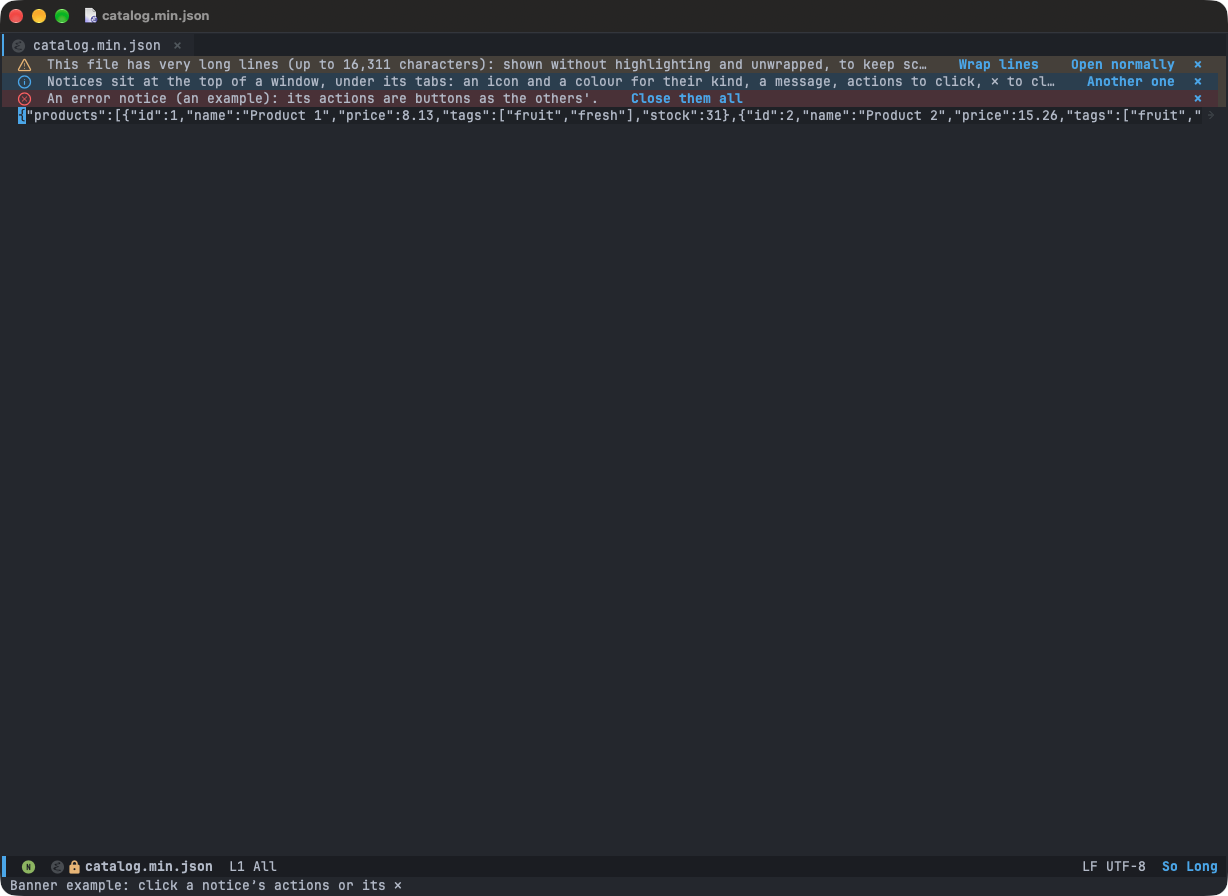 catalog.min.json
catalog.min.json ×
This file has very long lines (up to 16,311 characters): shown without highlighting and unwrapped, to keep sc… Wrap lines Open normally ×
Notices sit at the top of a window, under its tabs: an icon and a colour for their kind, a message, actions to click, × to cl… Another one ×
An error notice (an example): its actions are buttons as the others'. Close them all ×
{"products":[{"id":1,"name":"Product 1","price":8.13,"tags":["fruit","fresh"],"stock":31},{"id":2,"name":"Product 2","price":15.26,"tags":["fruit","
N catalog.min.json L1 All LF UTF-8 So Long
Banner example: click a notice’s actions or its ×